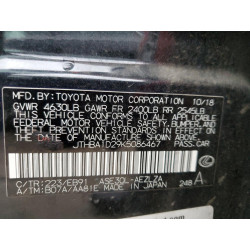 MFD. BY: TOYOTA MOTOR CORPORATION 10/18
GVWR 4630LB GAWR FR 2400LB RR 2545LB
THIS VEHICLE CONFORMS TO ALL APPLICABLE
FEDERAL MOTOR VEHICLE SAFETY, BUMPER, AND
THEFT PREVENTION STANDARDS IN EFFECT ON
THE DATE OF MANUFACTURE SHOWN ABOVE.
JTHBA1D29K5086467 PASS.CAR
C/TR: 223/EB91 ASE30L-AEZLZA
A/TM: B07A/AA81E MADE IN JAPAN 248 A
.com